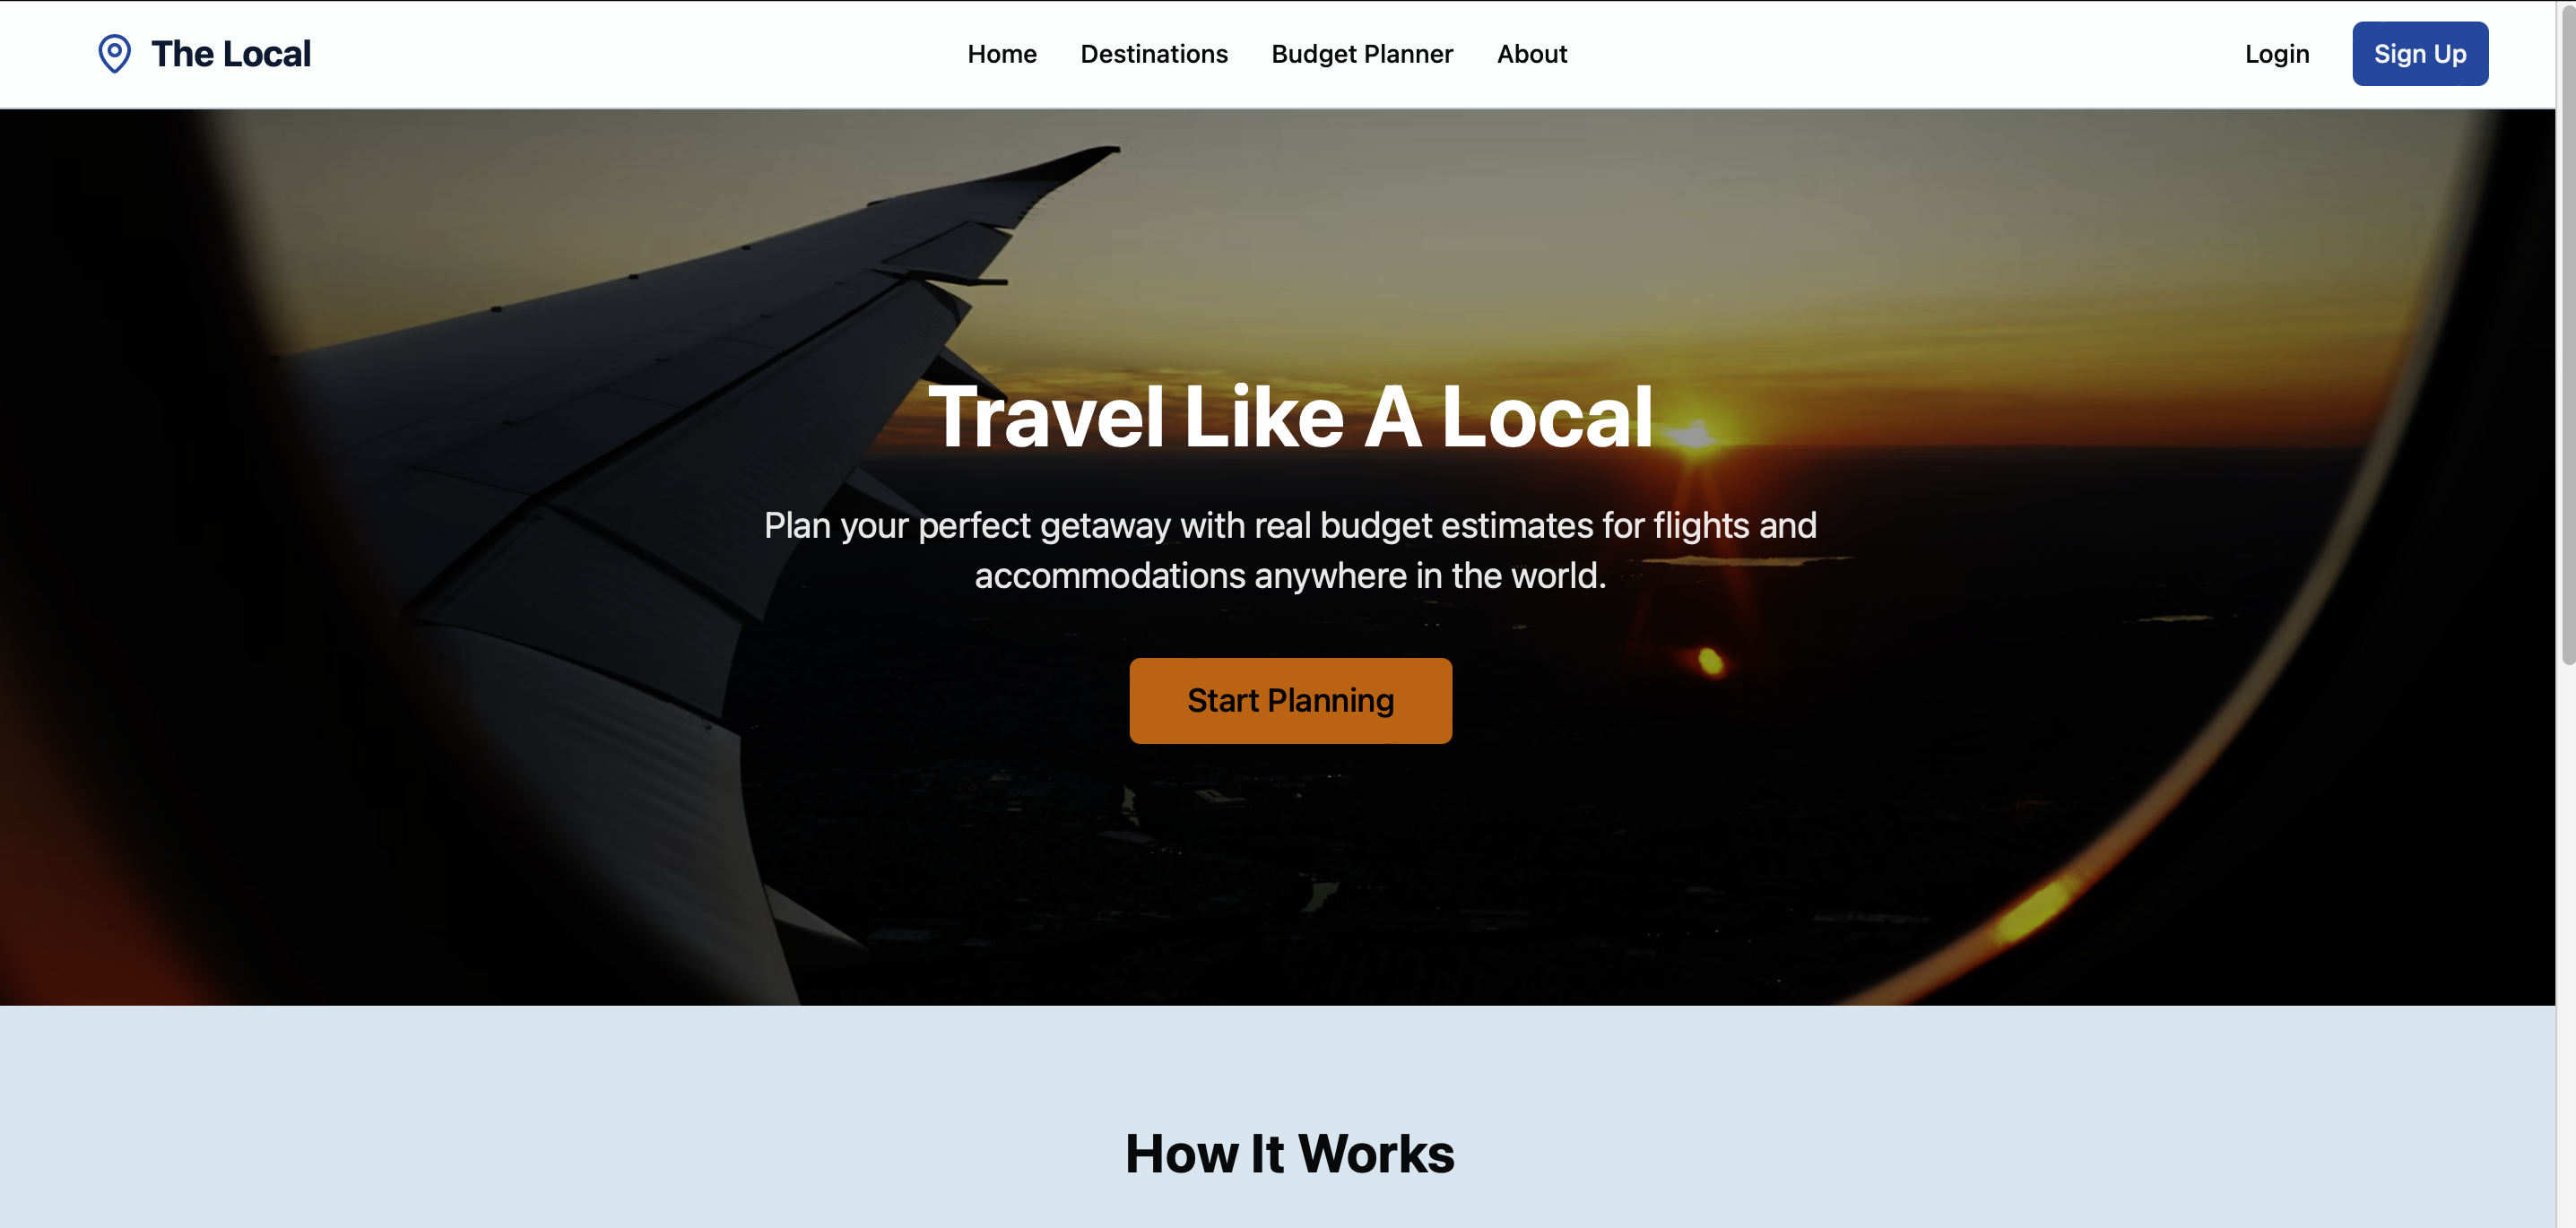 The Local
Home Destinations Budget Planner About
Login Sign Up
Travel Like A Local
Plan your perfect getaway with real budget estimates for flights and
accommodations anywhere in the world.
Start Planning
How It Works